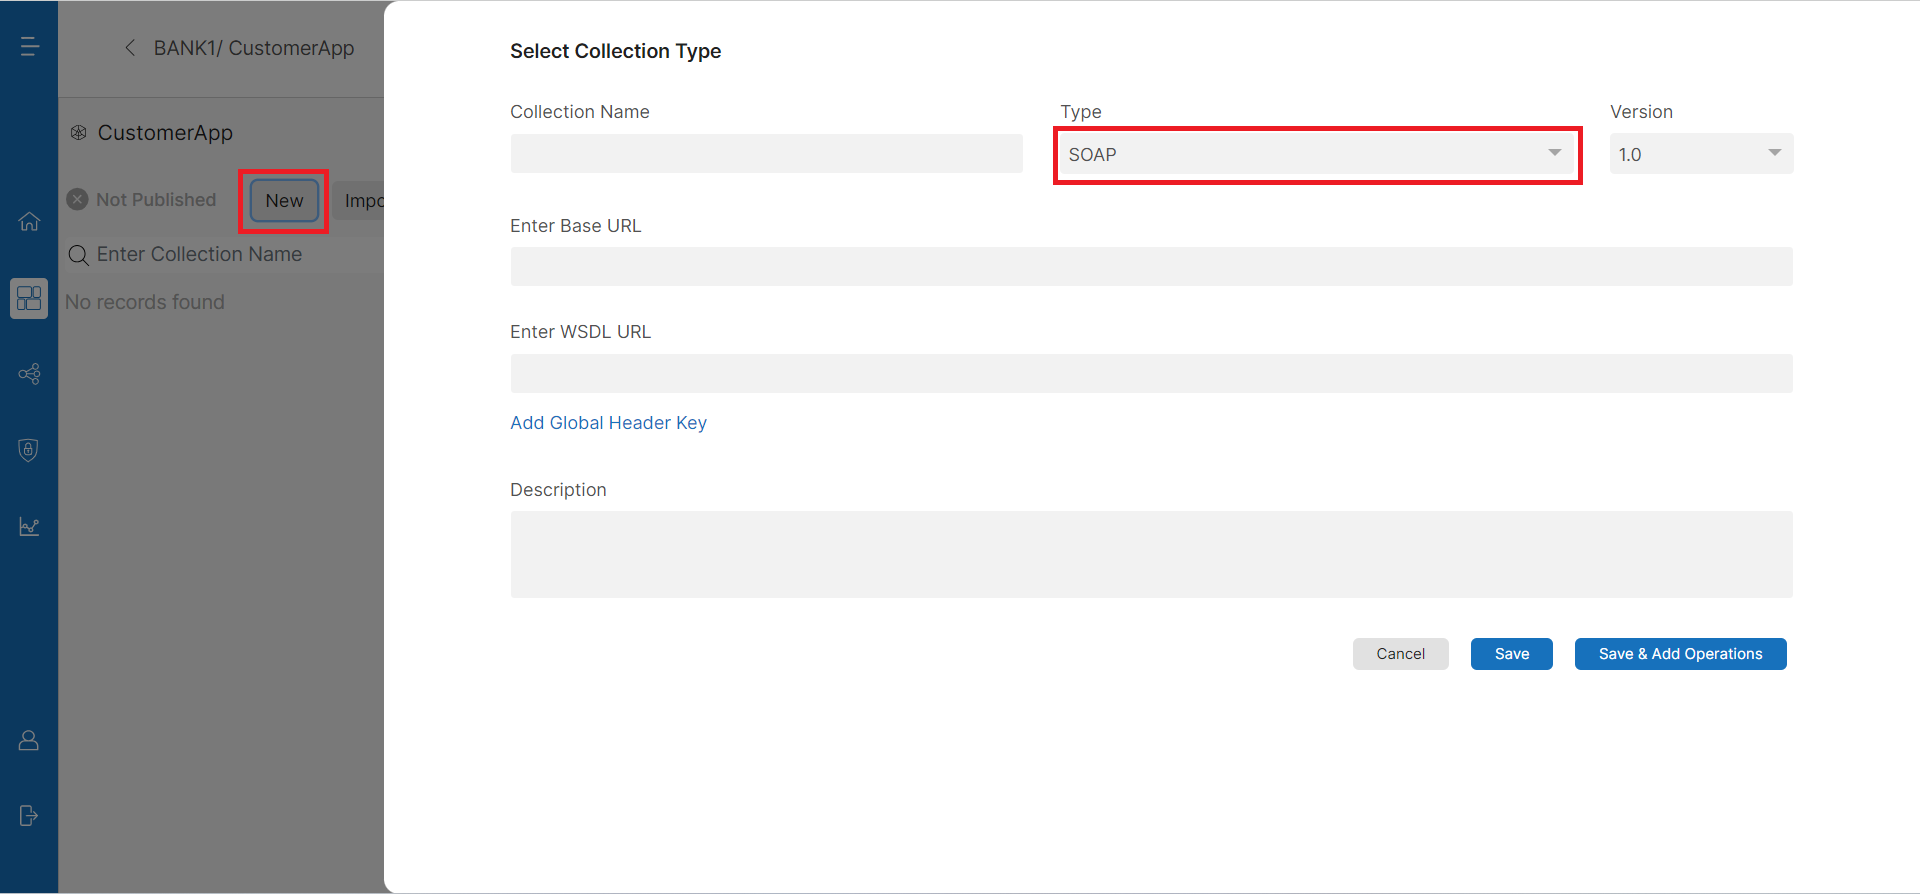 BANK1/ CustomerApp
CustomerApp
Not Published
New
Impo
Enter Collection Name
No records found
Select Collection Type
Collection Name
Type
Version
SOAP
1.0
Enter Base URL
Enter WSDL URL
Add Global Header Key
Description
Cancel
Save
Save & Add Operations